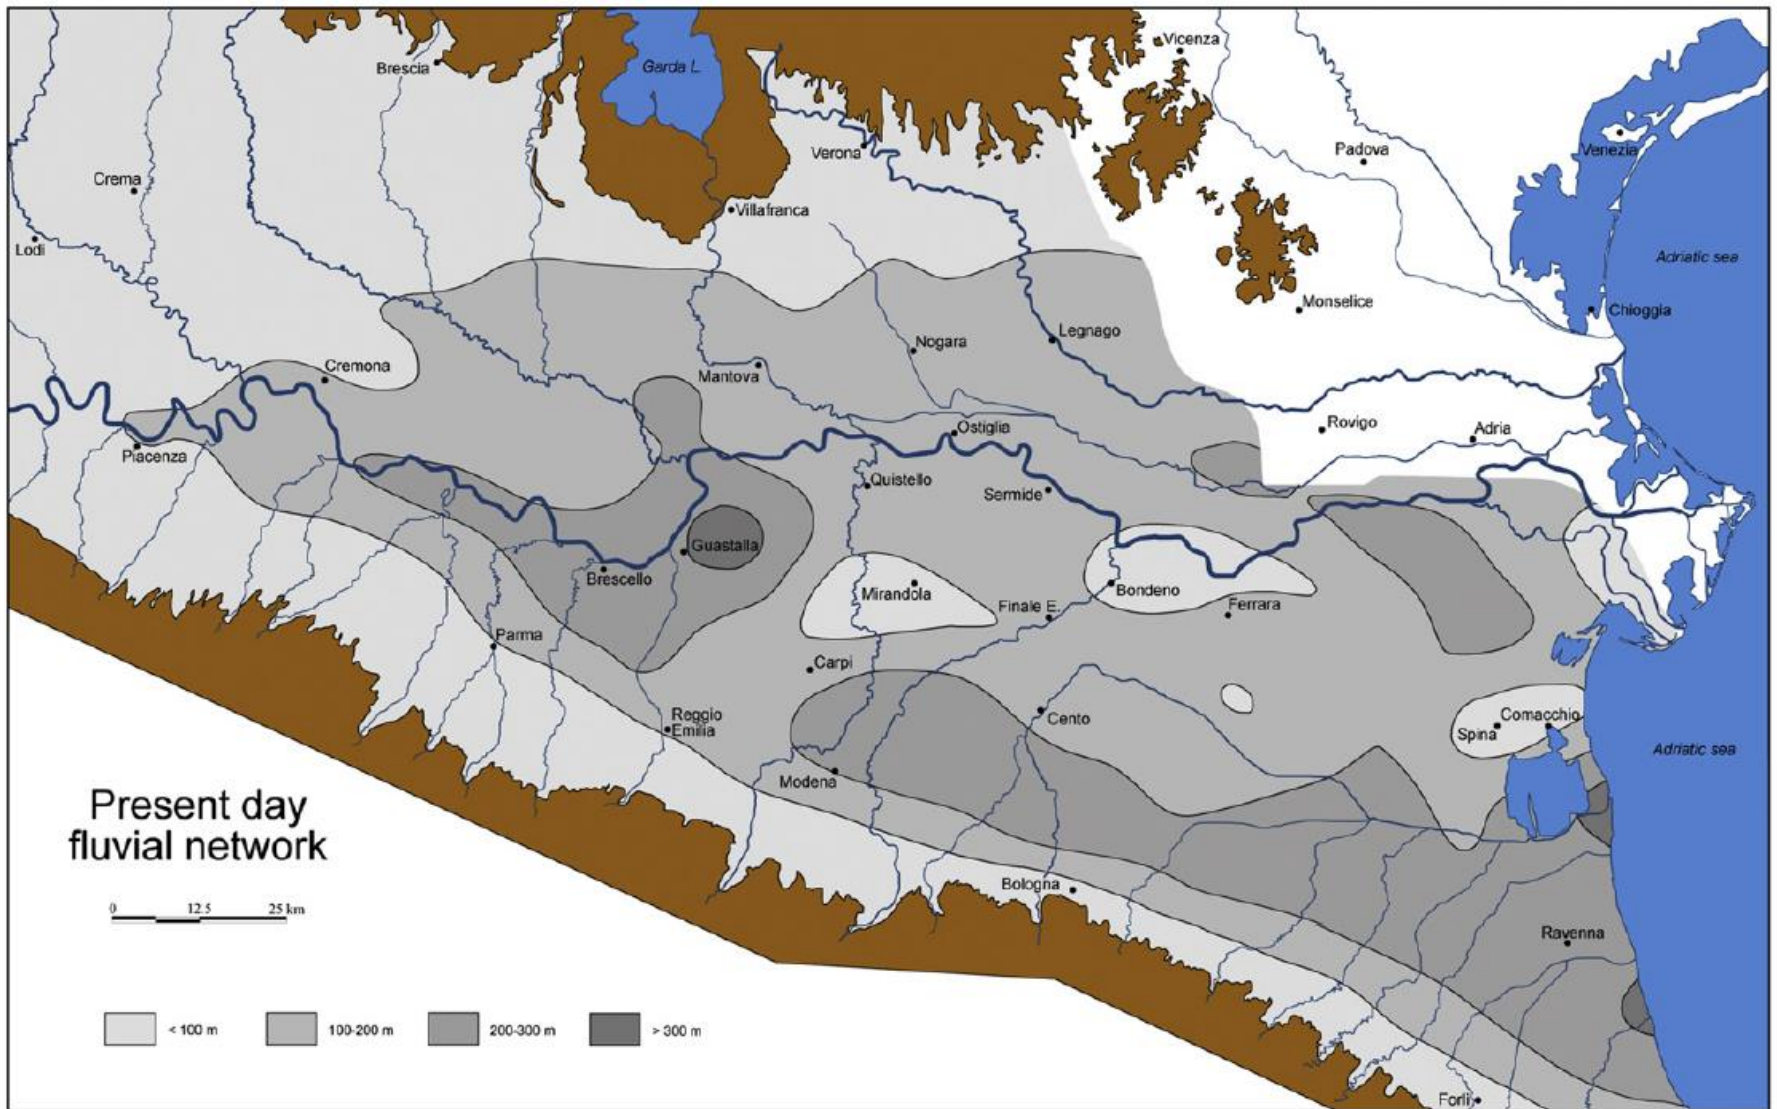 Vicenza
Brescia
Garda L.
Verona
Padova
Venezia
Crema
Villafranca
Lodi
Adriatic sea
Monselice
Chioggia
Legnago
Nogara
Cremona
Mantova
Ostiglia
Rovigo
Adria
Piacenza
Quistello
Sermide
Guastalla
Brescello
Mirandola
Bondeno
Finale E.
Ferrara
Parma
Carpi
Reggio
Emilia
Cento
Comacchio
Spina
Adriatic sea
Modena
Present day
fluvial network
Bologna
0 12.5 25 km
Ravenna
< 100 m 100-200 m 200-300 m > 300 m
Forlì